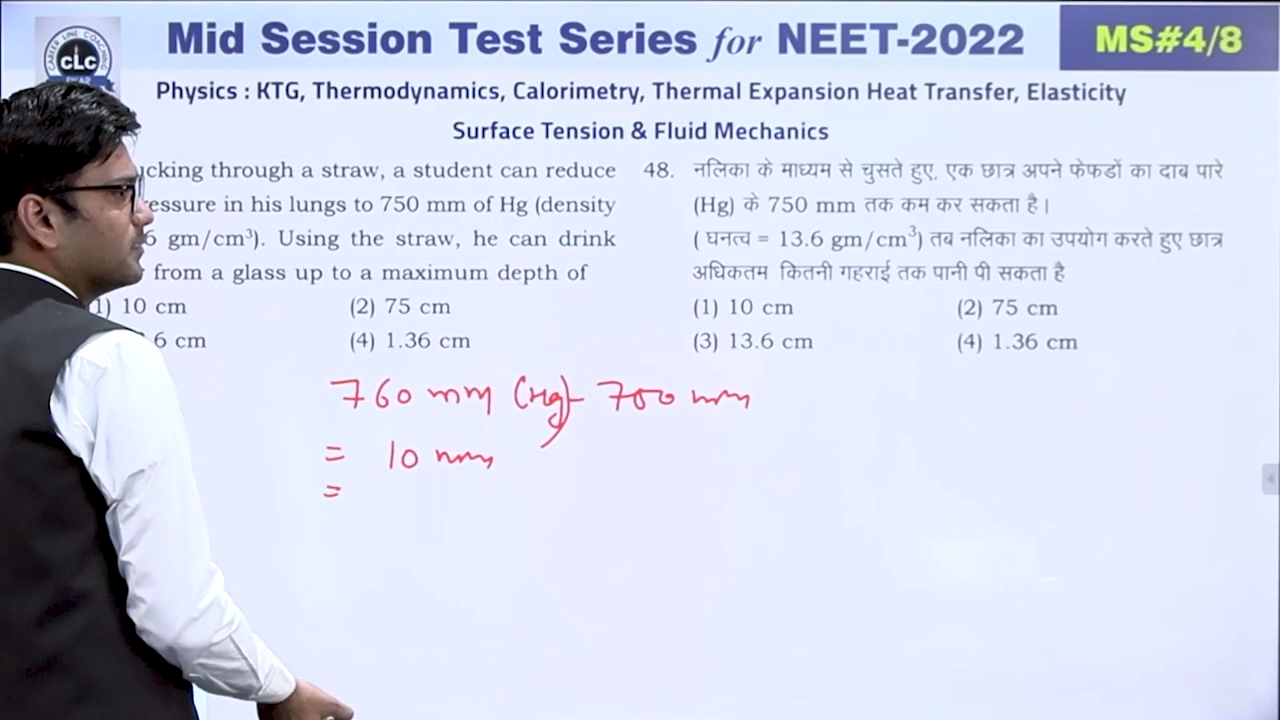 Mid Session Test Series for NEET-2022
MS#4/8
CLC
Physics : KTG, Thermodynamics, Calorimetry, Thermal Expansion Heat Transfer, Elasticity
Surface Tension & Fluid Mechanics
through a straw, a student can reduce
in his lungs to 750 mm of Hg (density
gm/cm³). Using the straw, he can drink
from a glass up to a maximum depth of
10 cm (2) 75 cm
6 cm (4) 1.36 cm
48. नलिका के माध्यम से चुसते हुए, एक छात्र अपने फेफडों का दाब पारे
(Hg) के 750 mm तक कम कर सकता है।
( घनत्व = 13.6 gm/cm³) तब नलिका का उपयोग करते हुए छात्र
अधिकतम कितनी गहराई तक पानी पी सकता है
(1) 10 cm (2) 75 cm
(3) 13.6 cm (4) 1.36 cm
760 mm (Hg) - 700 mm
= 10 mm
=